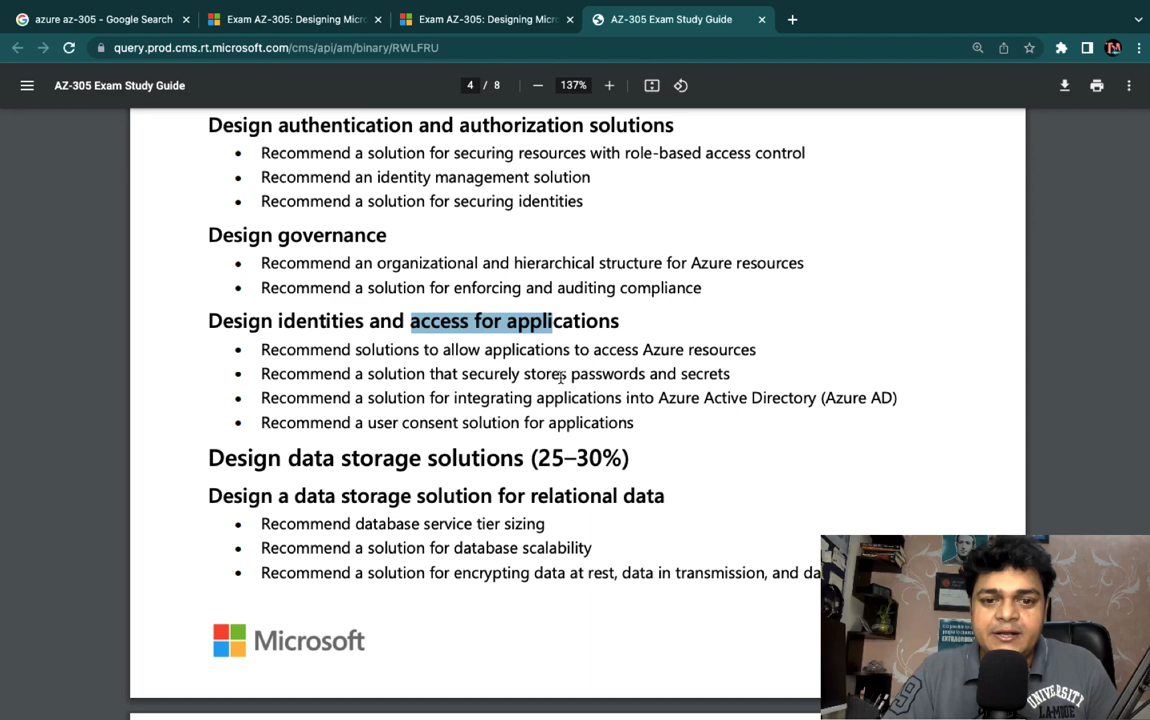 azure az-305 - Google Search
Exam AZ-305: Designing Micro
Exam AZ-305: Designing Micro
AZ-305 Exam Study Guide
query.prod.cms.rt.microsoft.com/cms/api/am/binary/RWLFRU
AZ-305 Exam Study Guide
4 / 8
137%
Design authentication and authorization solutions
• Recommend a solution for securing resources with role-based access control
• Recommend an identity management solution
• Recommend a solution for securing identities
Design governance
• Recommend an organizational and hierarchical structure for Azure resources
• Recommend a solution for enforcing and auditing compliance
Design identities and access for applications
• Recommend solutions to allow applications to access Azure resources
• Recommend a solution that securely stores passwords and secrets
• Recommend a solution for integrating applications into Azure Active Directory (Azure AD)
• Recommend a user consent solution for applications
Design data storage solutions (25–30%)
Design a data storage solution for relational data
• Recommend database service tier sizing
• Recommend a solution for database scalability
• Recommend a solution for encrypting data at rest, data in transmission, and da
Microsoft
UNIVERSITY
LA-MODE